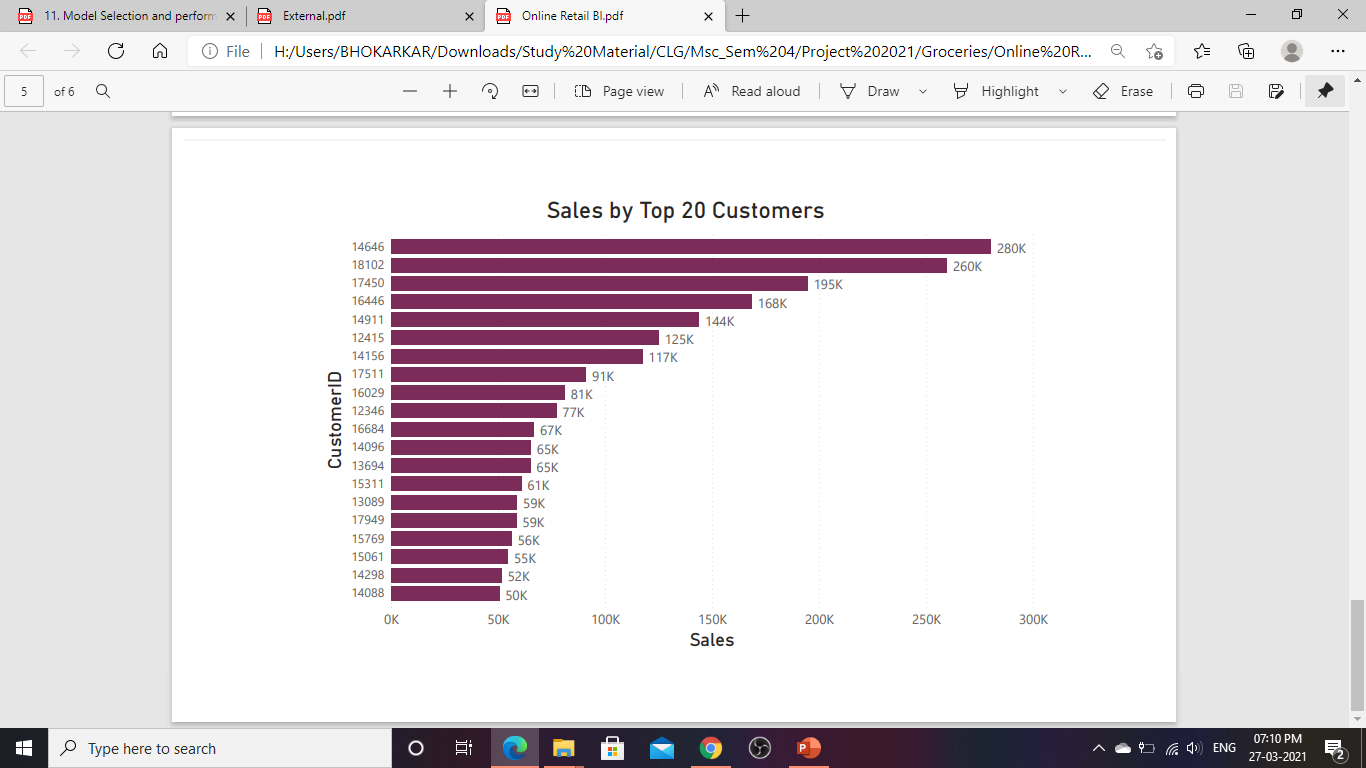 11. Model Selection and perform
External.pdf
Online Retail BI.pdf
File
H:/Users/BHOKARKAR/Downloads/Study%20Material/CLG/Msc_Sem%204/Project%202021/Groceries/Online%20R...
5 of 6
Page view
Read aloud
Draw
Highlight
Erase
Sales by Top 20 Customers
CustomerID
14646 280K
18102 260K
17450 195K
16446 168K
14911 144K
12415 125K
14156 117K
17511 91K
16029 81K
12346 77K
16684 67K
14096 65K
13694 65K
15311 61K
13089 59K
17949 59K
15769 56K
15061 55K
14298 52K
14088 50K
0K 50K 100K 150K 200K 250K 300K
Sales
Type here to search
ENG
07:10 PM
27-03-2021
2